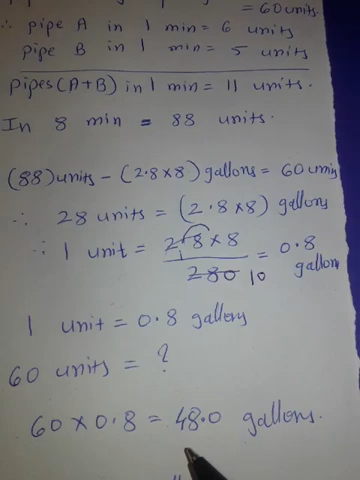 = 60 units.
∴ pipe A in 1 min = 6 units
pipe B in 1 min = 5 units
pipes (A+B) in 1 min = 11 units.
In 8 min = 88 units.
(88) units - (2.8 x 8) gallons = 60 units
∴ 28 units = (2.8 x 8) gallons
∴ 1 unit = 2.8 x 8 / 280 10 = 0.8 gallon
1 unit = 0.8 gallons
60 units = ?
60 x 0.8 = 48.0 gallons.